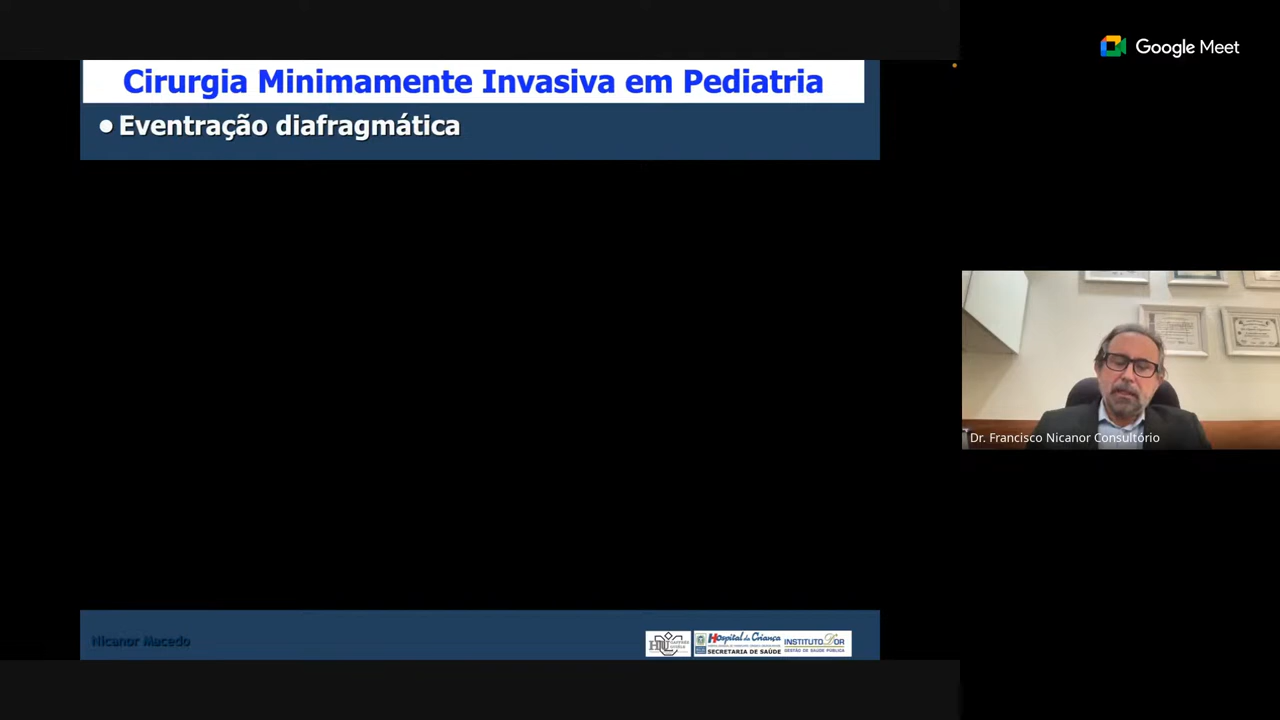 Google Meet
Cirurgia Minimamente Invasiva em Pediatria
• Eventração diafragmática
Dr. Francisco Nicanor Consultório
Nicanor Macedo
Hospital da Criança
SECRETARIA DE SAÚDE
INSTITUTO D'OR
GESTÃO DE SAÚDE PÚBLICA